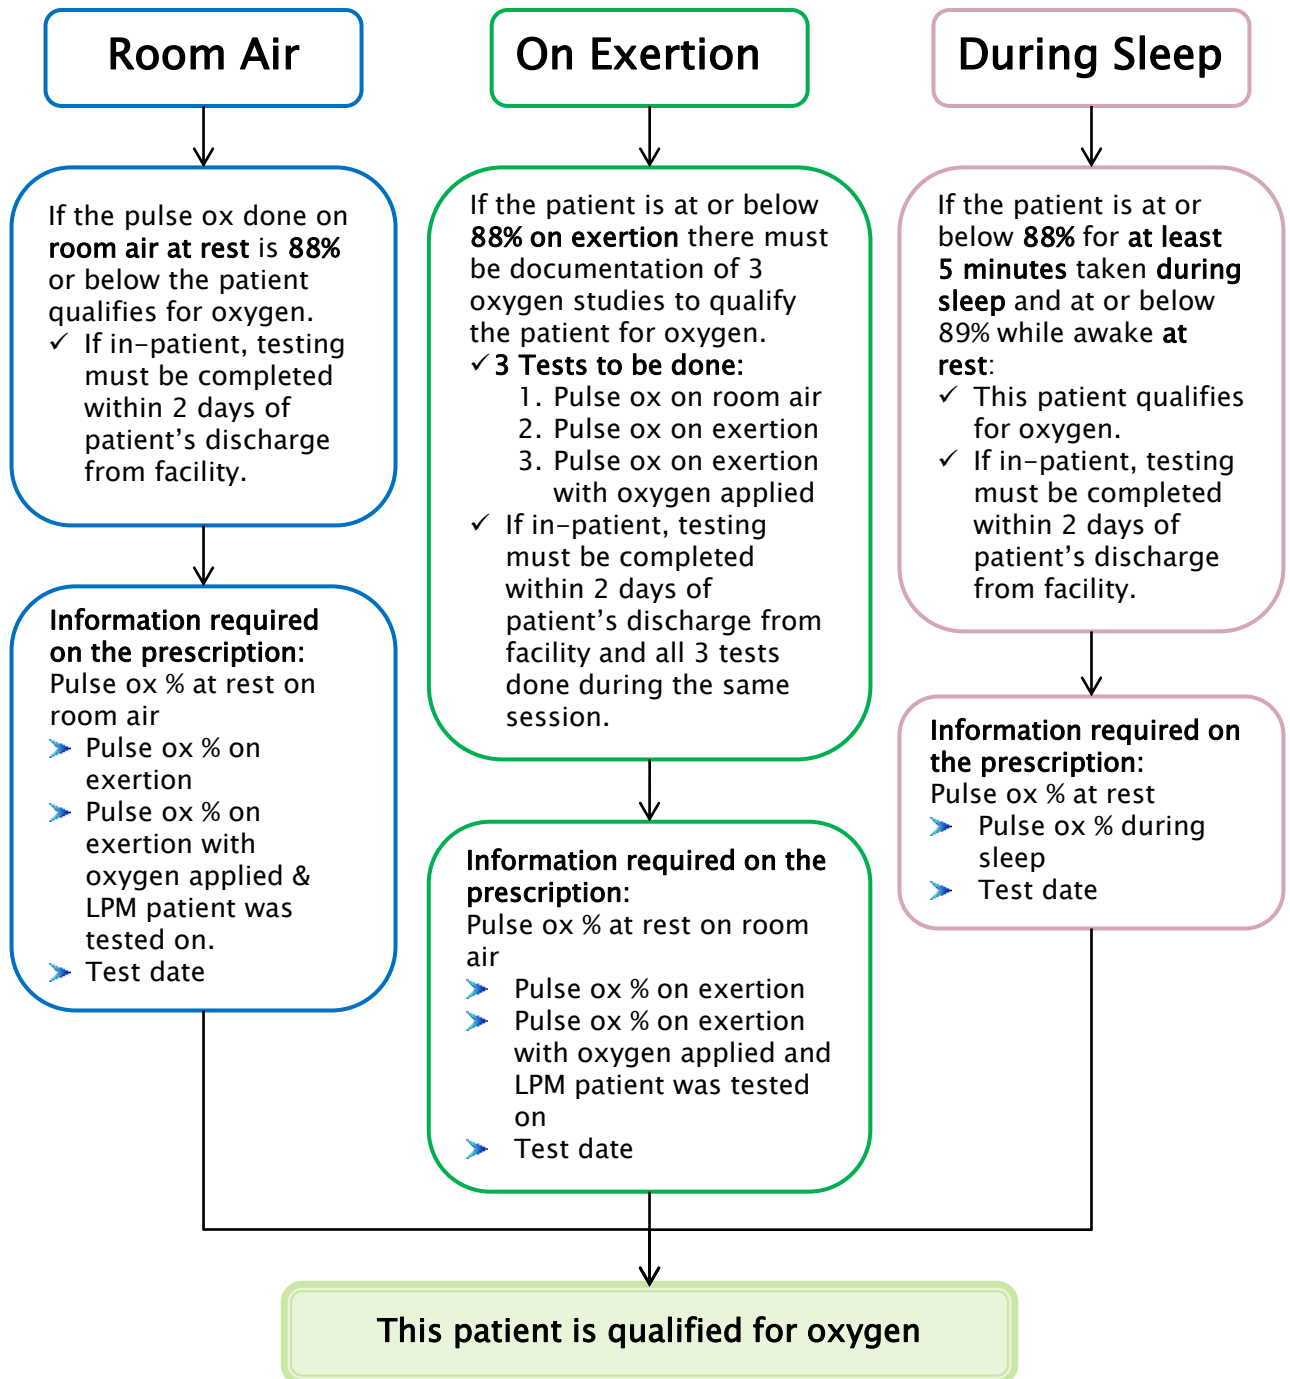 Room Air
If the pulse ox done on
room air at rest is 88%
or below the patient
qualifies for oxygen.
✓ If in-patient, testing
must be completed
within 2 days of
patient's discharge
from facility.
Information required
on the prescription:
Pulse ox % at rest on
room air
➤ Pulse ox % on
exertion
➤ Pulse ox % on
exertion with
oxygen applied &
LPM patient was
tested on.
➤ Test date
On Exertion
If the patient is at or below
88% on exertion there must
be documentation of 3
oxygen studies to qualify
the patient for oxygen.
✓ 3 Tests to be done:
1. Pulse ox on room air
2. Pulse ox on exertion
3. Pulse ox on exertion
with oxygen applied
✓ If in-patient, testing
must be completed
within 2 days of
patient's discharge from
facility and all 3 tests
done during the same
session.
Information required on the
prescription:
Pulse ox % at rest on room
air
➤ Pulse ox % on exertion
➤ Pulse ox % on exertion
with oxygen applied and
LPM patient was tested
on
➤ Test date
During Sleep
If the patient is at or
below 88% for at least
5 minutes taken during
sleep and at or below
89% while awake at
rest:
✓ This patient qualifies
for oxygen.
✓ If in-patient, testing
must be completed
within 2 days of
patient's discharge
from facility.
Information required on
the prescription:
Pulse ox % at rest
➤ Pulse ox % during
sleep
➤ Test date
This patient is qualified for oxygen